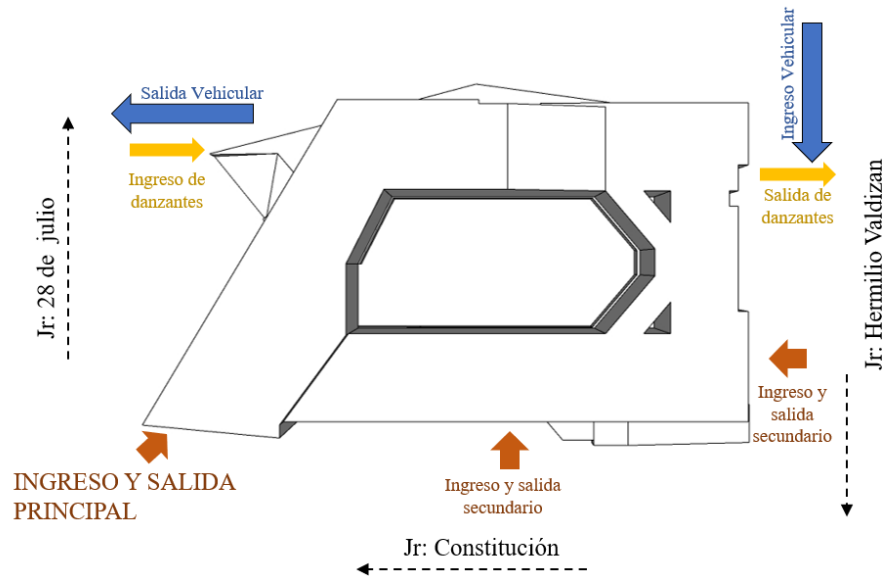 Salida Vehicular
Ingreso Vehicular
Ingreso de
danzantes
Salida de
danzantes
Jr: 28 de julio
Jr: Hermilio Valdizan
Ingreso y
salida
secundario
INGRESO Y SALIDA
PRINCIPAL
Ingreso y salida
secundario
Jr: Constitución